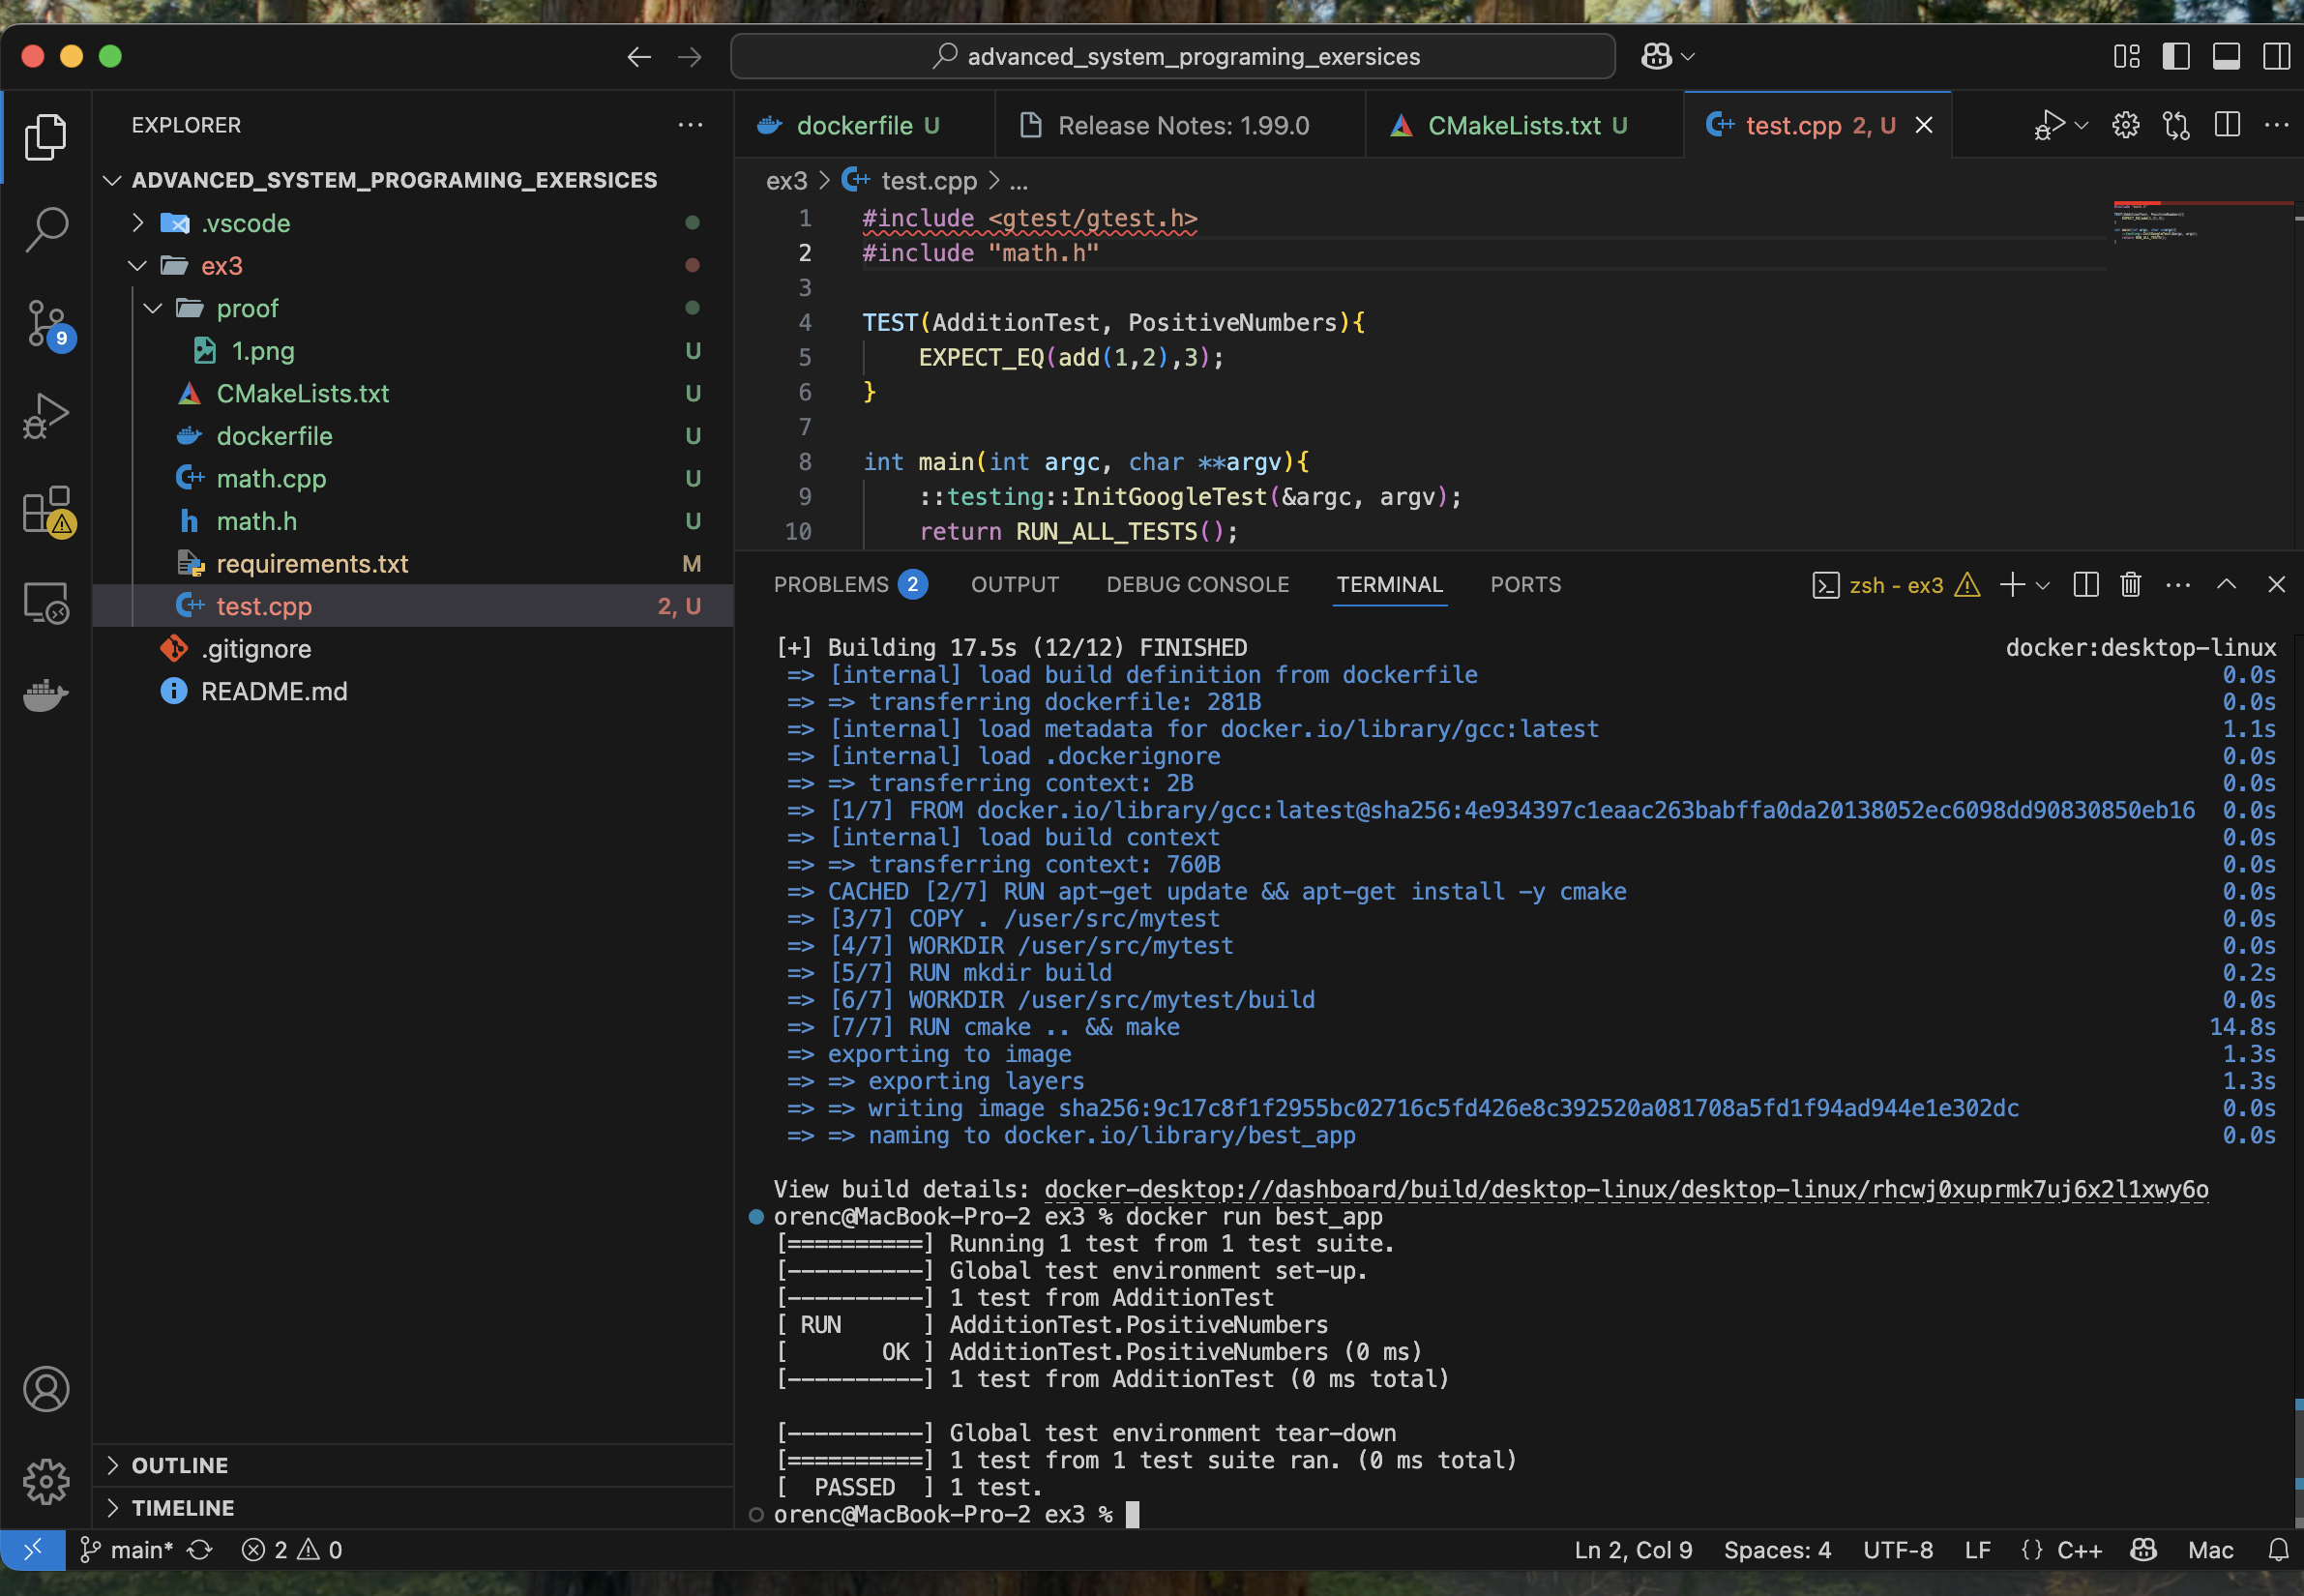 advanced_system_programing_exersices
EXPLORER
ADVANCED_SYSTEM_PROGRAMING_EXERSICES
.vscode
ex3
proof
1.png U
CMakeLists.txt U
dockerfile U
math.cpp U
math.h U
requirements.txt M
test.cpp 2, U
.gitignore
README.md
9
OUTLINE
TIMELINE
dockerfile U
Release Notes: 1.99.0
CMakeLists.txt U
test.cpp 2, U
ex3 > test.cpp > ...
1 #include <gtest/gtest.h>
2 #include "math.h"
3
4 TEST(AdditionTest, PositiveNumbers){
5 EXPECT_EQ(add(1,2),3);
6 }
7
8 int main(int argc, char **argv){
9 ::testing::InitGoogleTest(&argc, argv);
10 return RUN_ALL_TESTS();
PROBLEMS 2 OUTPUT DEBUG CONSOLE TERMINAL PORTS
zsh - ex3
[+] Building 17.5s (12/12) FINISHED docker:desktop-linux
=> [internal] load build definition from dockerfile 0.0s
=> => transferring dockerfile: 281B 0.0s
=> [internal] load metadata for docker.io/library/gcc:latest 1.1s
=> [internal] load .dockerignore 0.0s
=> => transferring context: 2B 0.0s
=> [1/7] FROM docker.io/library/gcc:latest@sha256:4e934397c1eaac263babffa0da20138052ec6098dd90830850eb16 0.0s
=> [internal] load build context 0.0s
=> => transferring context: 760B 0.0s
=> CACHED [2/7] RUN apt-get update && apt-get install -y cmake 0.0s
=> [3/7] COPY . /user/src/mytest 0.0s
=> [4/7] WORKDIR /user/src/mytest 0.0s
=> [5/7] RUN mkdir build 0.2s
=> [6/7] WORKDIR /user/src/mytest/build 0.0s
=> [7/7] RUN cmake .. && make 14.8s
=> exporting to image 1.3s
=> => exporting layers 1.3s
=> => writing image sha256:9c17c8f1f2955bc02716c5fd426e8c392520a081708a5fd1f94ad944e1e302dc 0.0s
=> => naming to docker.io/library/best_app 0.0s
View build details: docker-desktop://dashboard/build/desktop-linux/desktop-linux/rhcwj0xuprmk7uj6x2l1xwy6o
orenc@MacBook-Pro-2 ex3 % docker run best_app
[==========] Running 1 test from 1 test suite.
[----------] Global test environment set-up.
[----------] 1 test from AdditionTest
[ RUN      ] AdditionTest.PositiveNumbers
[       OK ] AdditionTest.PositiveNumbers (0 ms)
[----------] 1 test from AdditionTest (0 ms total)
[----------] Global test environment tear-down
[==========] 1 test from 1 test suite ran. (0 ms total)
[  PASSED  ] 1 test.
orenc@MacBook-Pro-2 ex3 %
main* 2 0
Ln 2, Col 9 Spaces: 4 UTF-8 LF {} C++ Mac